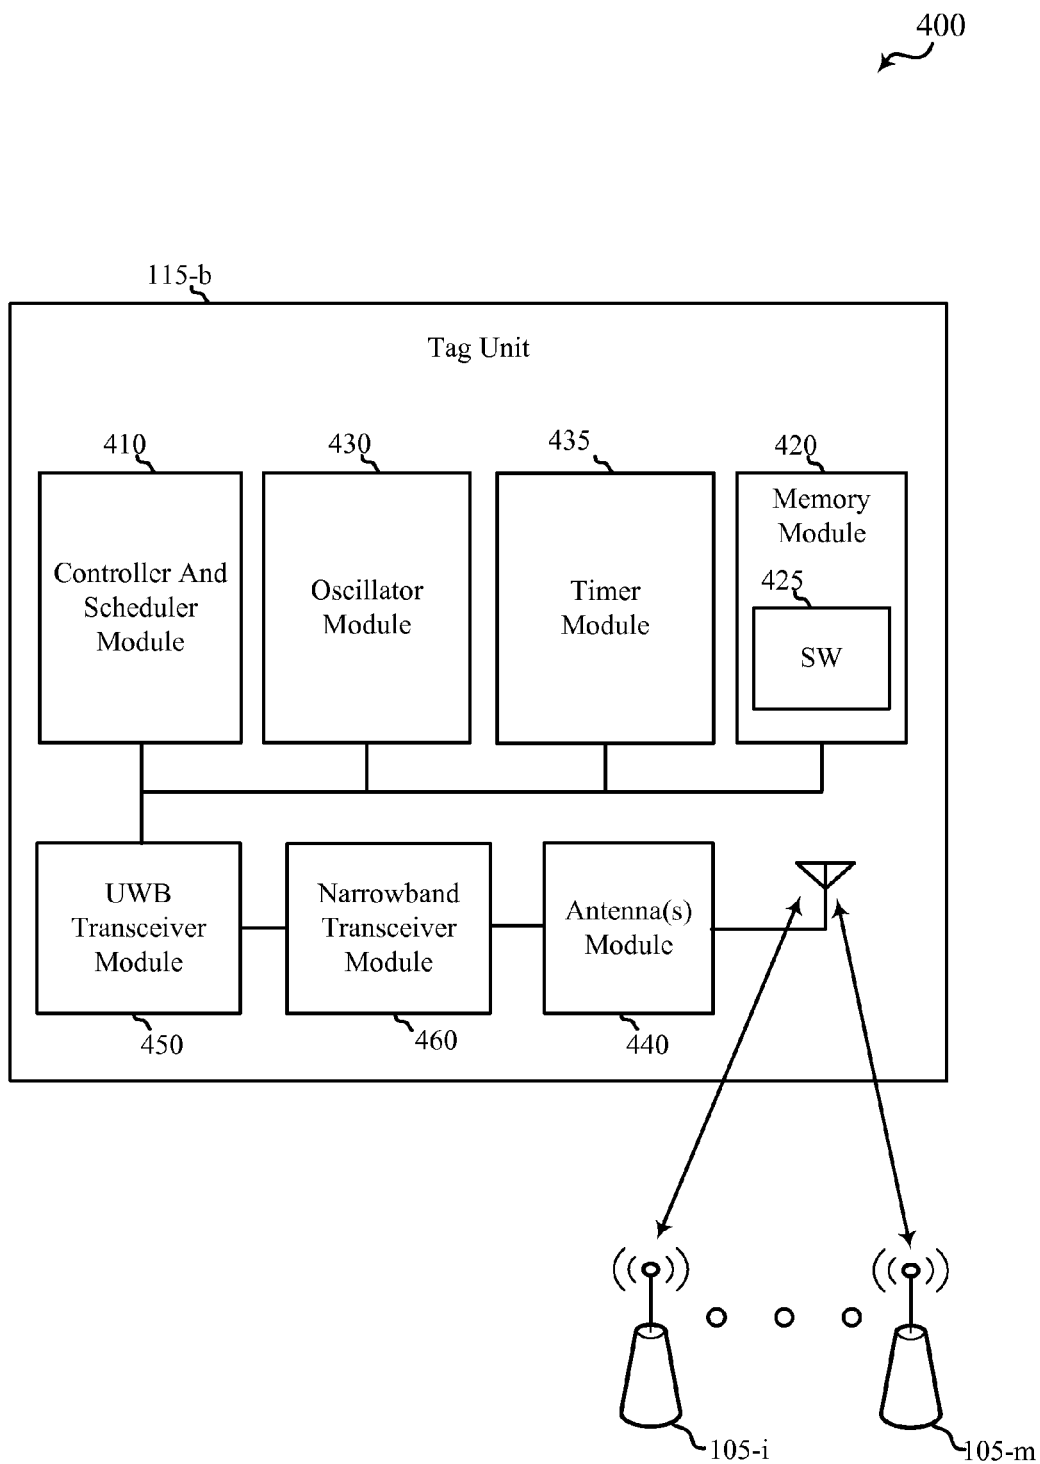 400
115-b
Tag Unit
410
430
435
420
Controller And
Scheduler
Module
Oscillator
Module
Timer
Module
Memory
Module
425
SW
UWB
Transceiver
Module
Narrowband
Transceiver
Module
Antenna(s)
Module
450
460
440
105-i
105-m